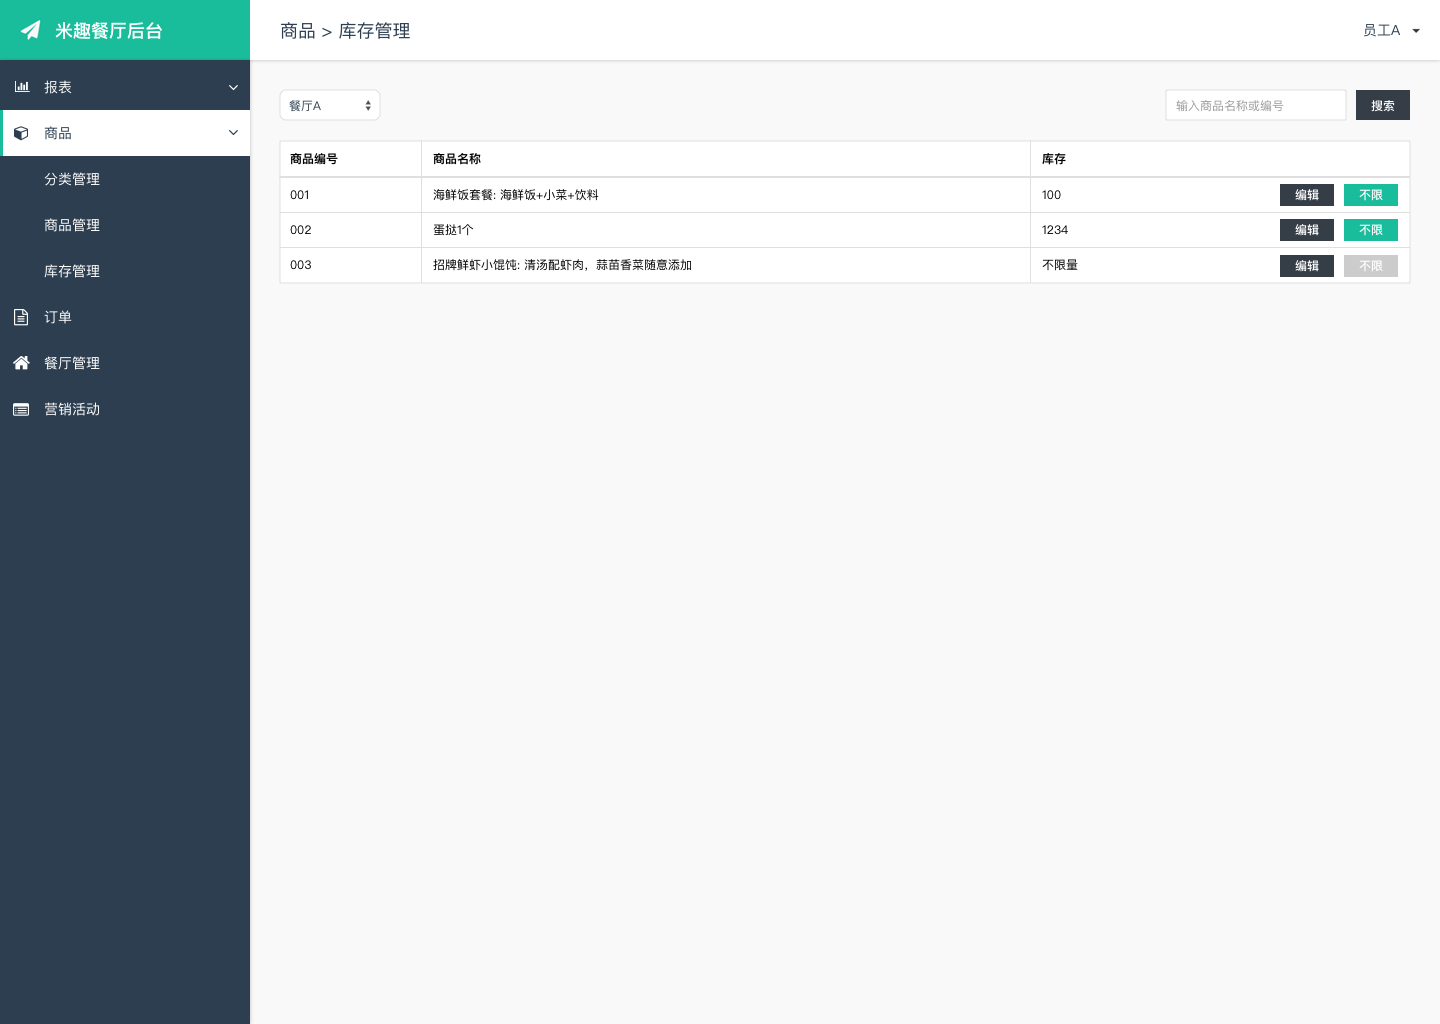 米趣餐厅后台
商品 > 库存管理
员工A
报表
商品
分类管理
商品管理
库存管理
订单
餐厅管理
营销活动
餐厅A
输入商品名称或编号
搜索
商品编号 商品名称 库存
001 海鲜饭套餐: 海鲜饭+小菜+饮料 100 编辑 不限
002 蛋挞1个 1234 编辑 不限
003 招牌鲜虾小馄饨: 清汤配虾肉，蒜苗香菜随意添加 不限量 编辑 不限